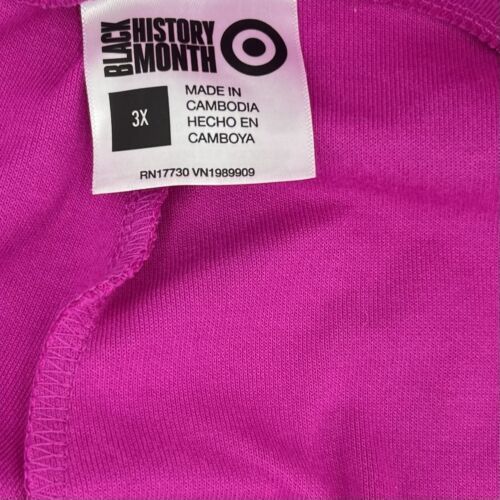 BLACK
HISTORY
MONTH
3X
MADE IN
CAMBODIA
HECHO EN
CAMBOYA
RN17730 VN1989909